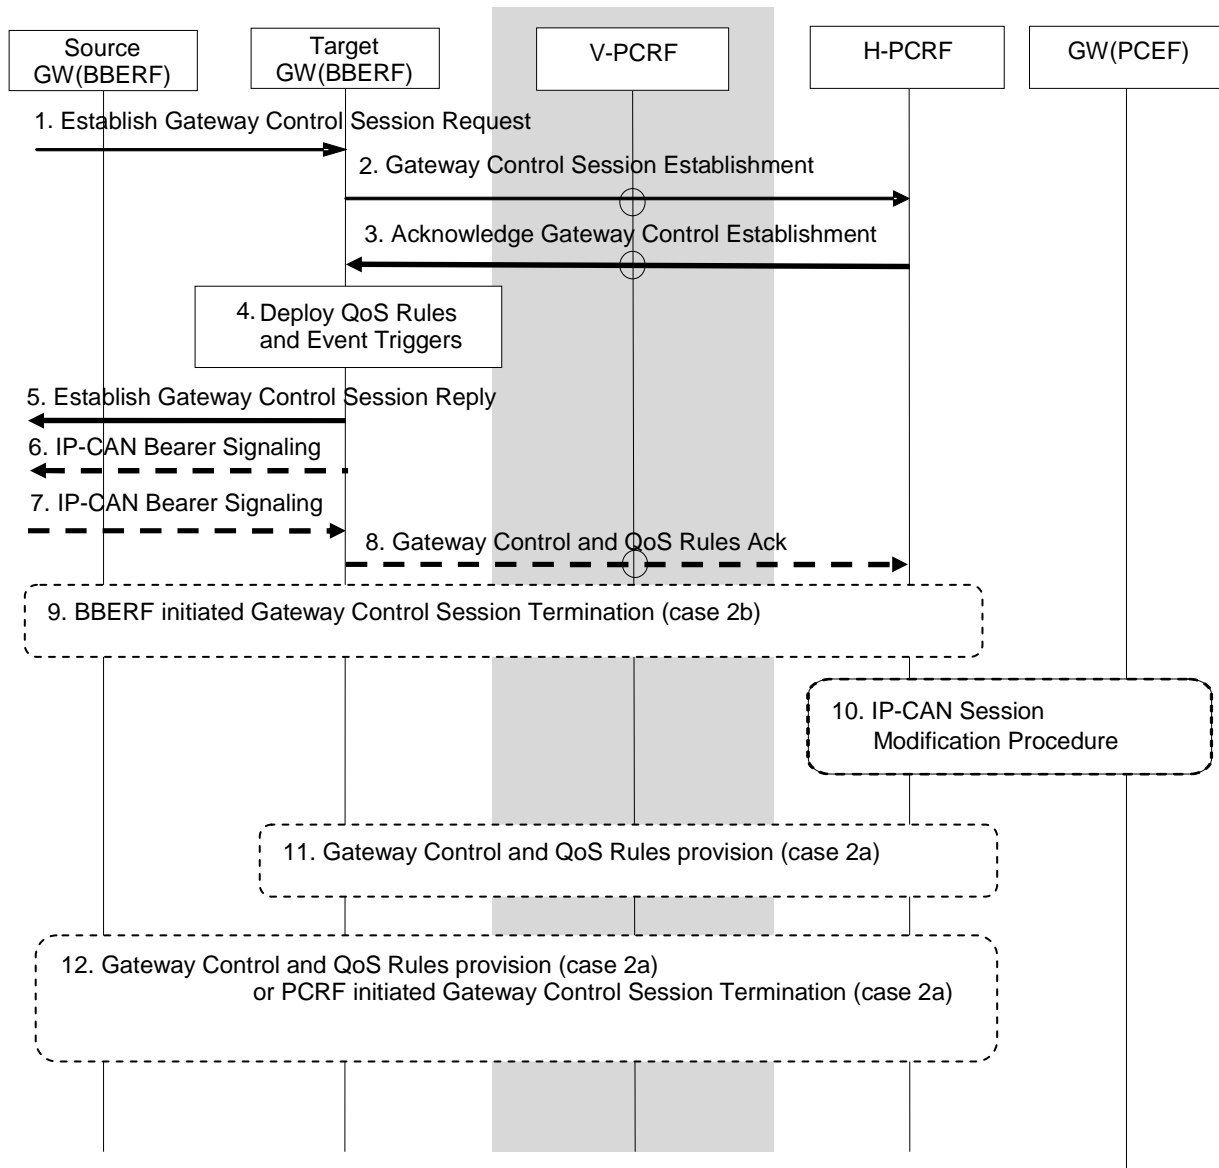 Source
GW(BBERF)
Target
GW(BBERF)
V-PCRF
H-PCRF
GW(PCEF)
1. Establish Gateway Control Session Request
2. Gateway Control Session Establishment
3. Acknowledge Gateway Control Establishment
4. Deploy QoS Rules
and Event Triggers
5. Establish Gateway Control Session Reply
6. IP-CAN Bearer Signaling
7. IP-CAN Bearer Signaling
8. Gateway Control and QoS Rules Ack
9. BBERF initiated Gateway Control Session Termination (case 2b)
10. IP-CAN Session
Modification Procedure
11. Gateway Control and QoS Rules provision (case 2a)
12. Gateway Control and QoS Rules provision (case 2a)
or PCRF initiated Gateway Control Session Termination (case 2a)